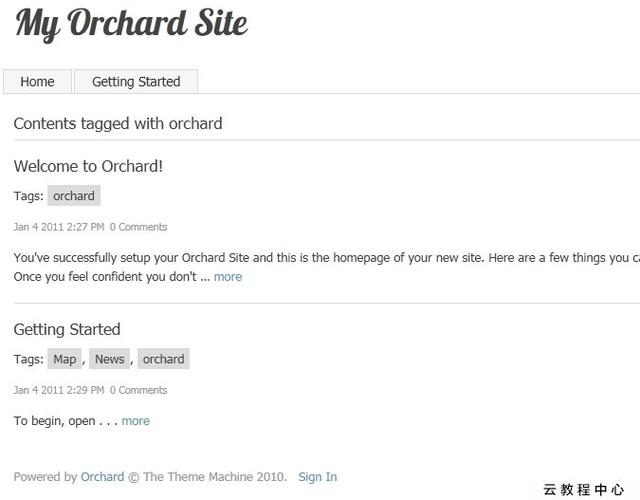 My Orchard Site
Home Getting Started
Contents tagged with orchard
Welcome to Orchard!
Tags: orchard
Jan 4 2011 2:27 PM 0 Comments
You've successfully setup your Orchard Site and this is the homepage of your new site. Here are a few things you
Once you feel confident you don't ... more
Getting Started
Tags: Map , News , orchard
Jan 4 2011 2:29 PM 0 Comments
To begin, open . . . more
Powered by Orchard © The Theme Machine 2010. Sign In
云教程中心